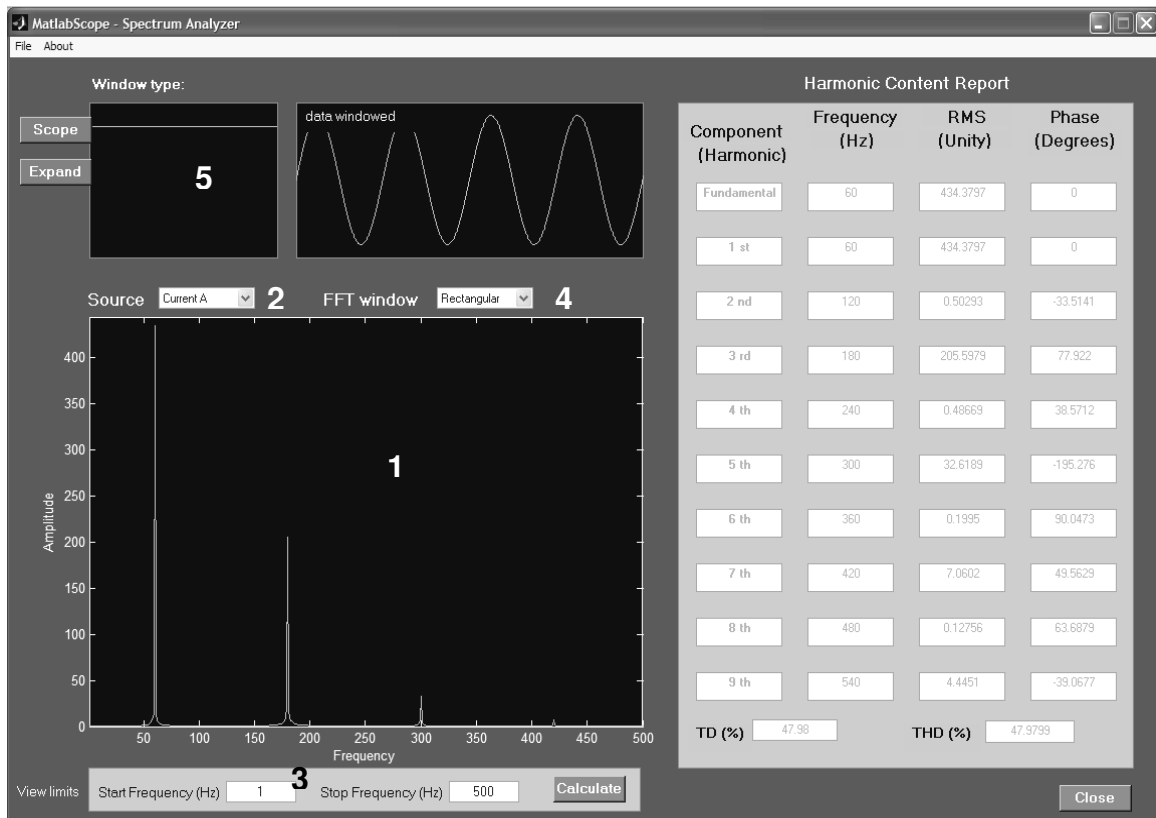 MatlabScope - Spectrum Analyzer
File About
Window type:
Scope
Expand
5
data windowed
Source Current A 2 FFT window Rectangular 4
400
350
300
250
200
150
100
50
0
Amplitude
1
50 100 150 200 250 300 350 400 450 500
Frequency
View limits Start Frequency (Hz) 1 3 Stop Frequency (Hz) 500 Calculate
Harmonic Content Report
Component (Harmonic) Frequency (Hz) RMS (Unity) Phase (Degrees)
Fundamental 60 434.3797 0
1 st 60 434.3797 0
2 nd 120 0.50293 -33.5141
3 rd 180 205.5979 77.922
4 th 240 0.48669 38.5712
5 th 300 32.6189 -195.276
6 th 360 0.1995 90.0473
7 th 420 7.0602 49.5629
8 th 480 0.12756 63.6879
9 th 540 4.4451 -39.0677
TD (%) 47.98 THD (%) 47.9799
Close